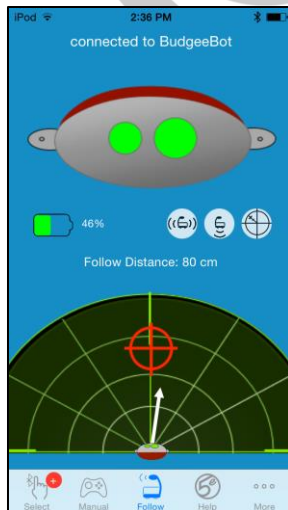 iPod 2:36 PM
connected to BudgeeBot
46%
Follow Distance: 80 cm
Select Manual Follow Help More